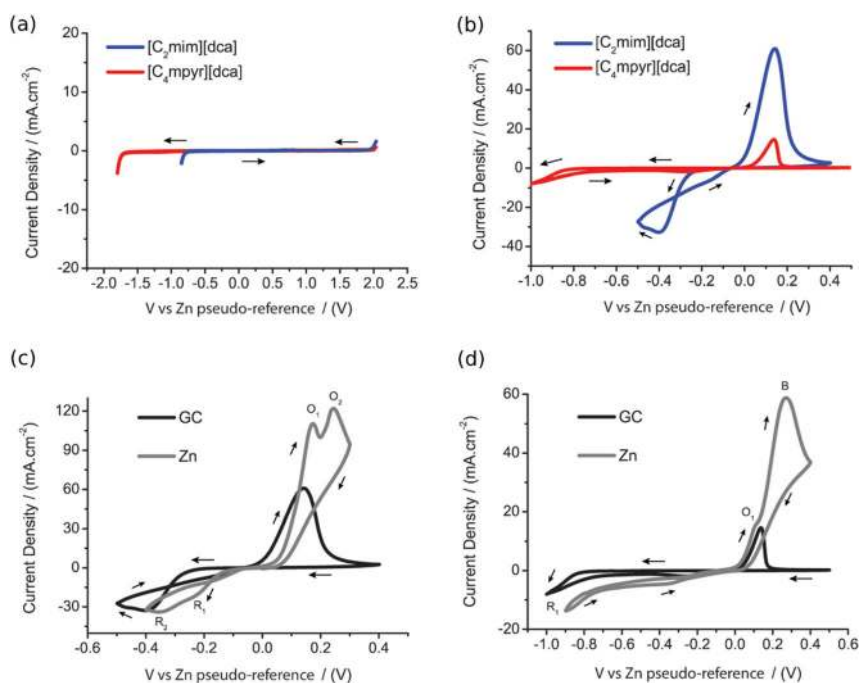 (a)
[C₂mim][dca]
[C₄mpyr][dca]
Current Density / (mA.cm⁻²)
20
10
0
-10
-20
-2.0 -1.5 -1.0 -0.5 0.0 0.5 1.0 1.5 2.0 2.5
V vs Zn pseudo-reference / (V)
(b)
[C₂mim][dca]
[C₄mpyr][dca]
Current Density / (mA.cm⁻²)
60
40
20
0
-20
-40
-1.0 -0.8 -0.6 -0.4 -0.2 0.0 0.2 0.4
V vs Zn pseudo-reference / (V)
(c)
GC
Zn
O₁ O₂
R₁
R₂
Current Density / (mA.cm⁻²)
120
90
60
30
0
-30
-0.6 -0.4 -0.2 0.0 0.2 0.4
V vs Zn pseudo-reference / (V)
(d)
GC
Zn
B
O₁
R₁
Current Density / (mA.cm⁻²)
60
40
20
0
-20
-1.0 -0.8 -0.6 -0.4 -0.2 0.0 0.2 0.4 0.6
V vs Zn pseudo-reference / (V)